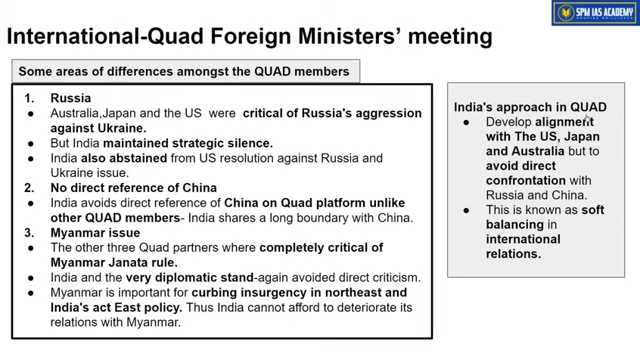 SPM IAS ACADEMY
International-Quad Foreign Ministers' meeting
Some areas of differences amongst the QUAD members
1. Russia
● Australia,Japan and the US were critical of Russia's aggression
against Ukraine.
● But India maintained strategic silence.
● India also abstained from US resolution against Russia and
Ukraine issue.
2. No direct reference of China
● India avoids direct reference of China on Quad platform unlike
other QUAD members- India shares a long boundary with China.
3. Myanmar issue
● The other three Quad partners where completely critical of
Myanmar Janata rule.
● India and the very diplomatic stand-again avoided direct criticism.
● Myanmar is important for curbing insurgency in northeast and
India's act East policy. Thus India cannot afford to deteriorate its
relations with Myanmar.
India's approach in QUAD
● Develop alignment
with The US, Japan
and Australia but to
avoid direct
confrontation with
Russia and China.
● This is known as soft
balancing in
international
relations.